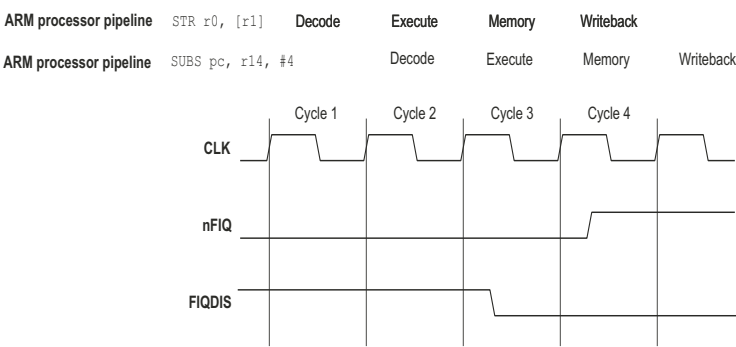 ARM processor pipeline STR r0, [r1] Decode Execute Memory Writeback
ARM processor pipeline SUBS pc, r14, #4 Decode Execute Memory Writeback
Cycle 1 Cycle 2 Cycle 3 Cycle 4
CLK
nFIQ
FIQDIS